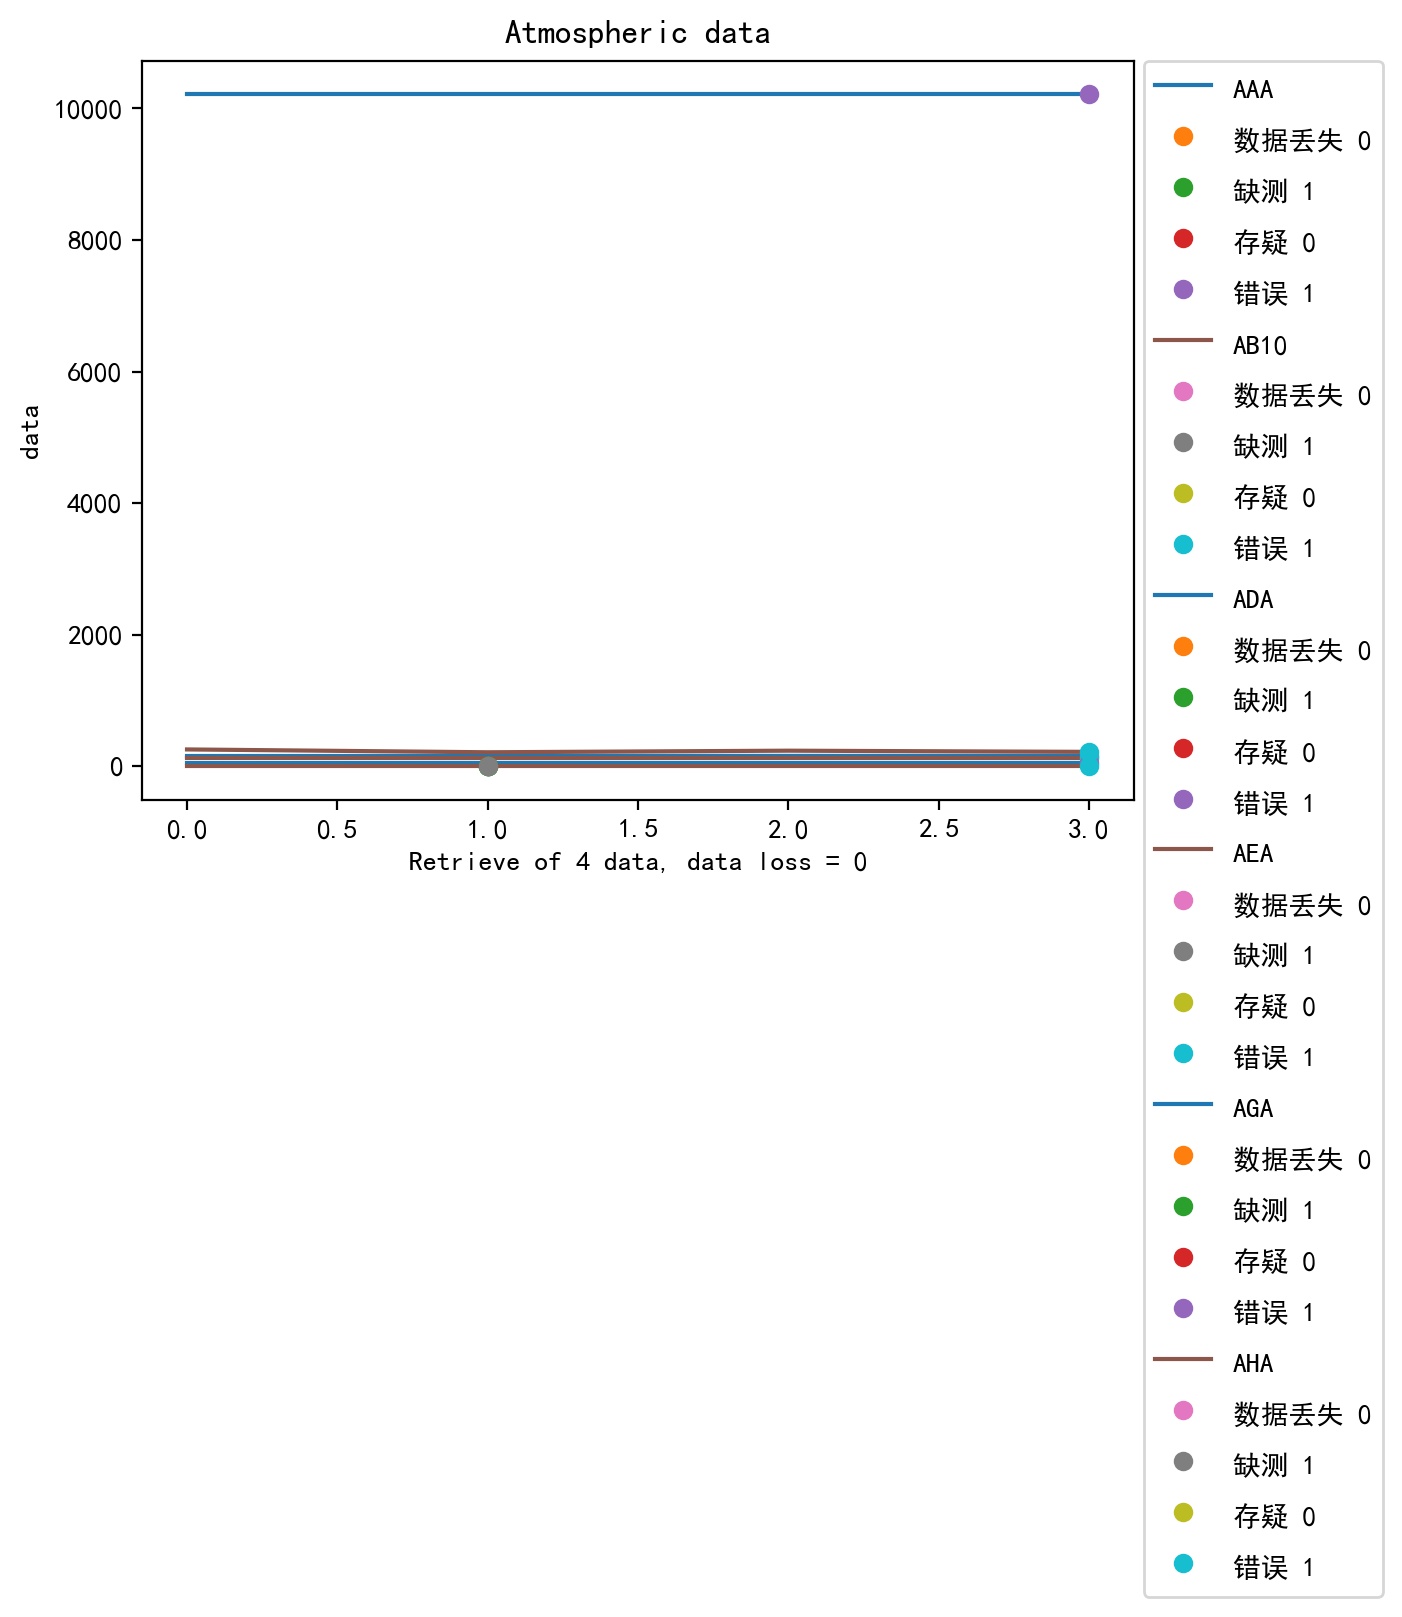 Atmospheric data
data
10000
8000
6000
4000
2000
0
0.0 0.5 1.0 1.5 2.0 2.5 3.0
Retrieve of 4 data, data loss = 0
AAA
数据丢失 0
缺测 1
存疑 0
错误 1
AB10
数据丢失 0
缺测 1
存疑 0
错误 1
ADA
数据丢失 0
缺测 1
存疑 0
错误 1
AEA
数据丢失 0
缺测 1
存疑 0
错误 1
AGA
数据丢失 0
缺测 1
存疑 0
错误 1
AHA
数据丢失 0
缺测 1
存疑 0
错误 1